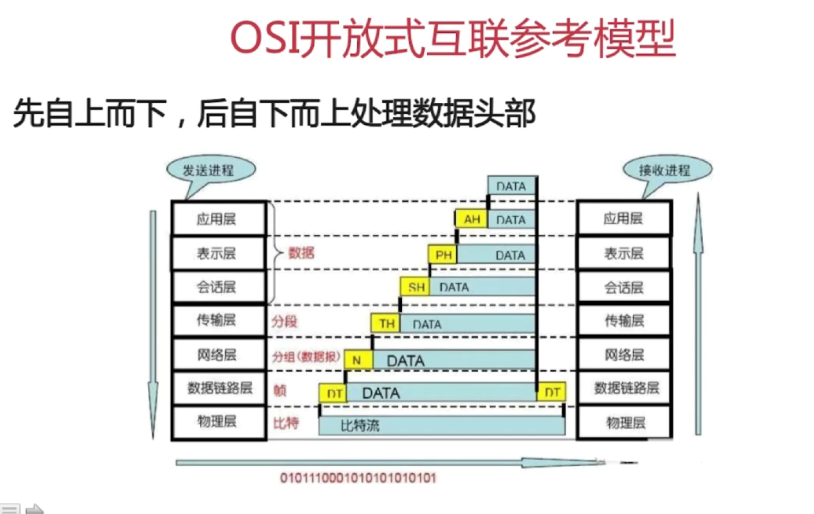 OSI开放式互联参考模型
先自上而下，后自下而上处理数据头部
发送进程
接收进程
DATA
应用层
AH
DATA
应用层
表示层
数据
PH
DATA
表示层
会话层
SH
DATA
会话层
传输层
分段
TH
DATA
传输层
网络层
分组(数据报)
N
DATA
网络层
数据链路层
帧
DT
DATA
DT
数据链路层
物理层
比特
比特流
物理层
0101110001010101010101